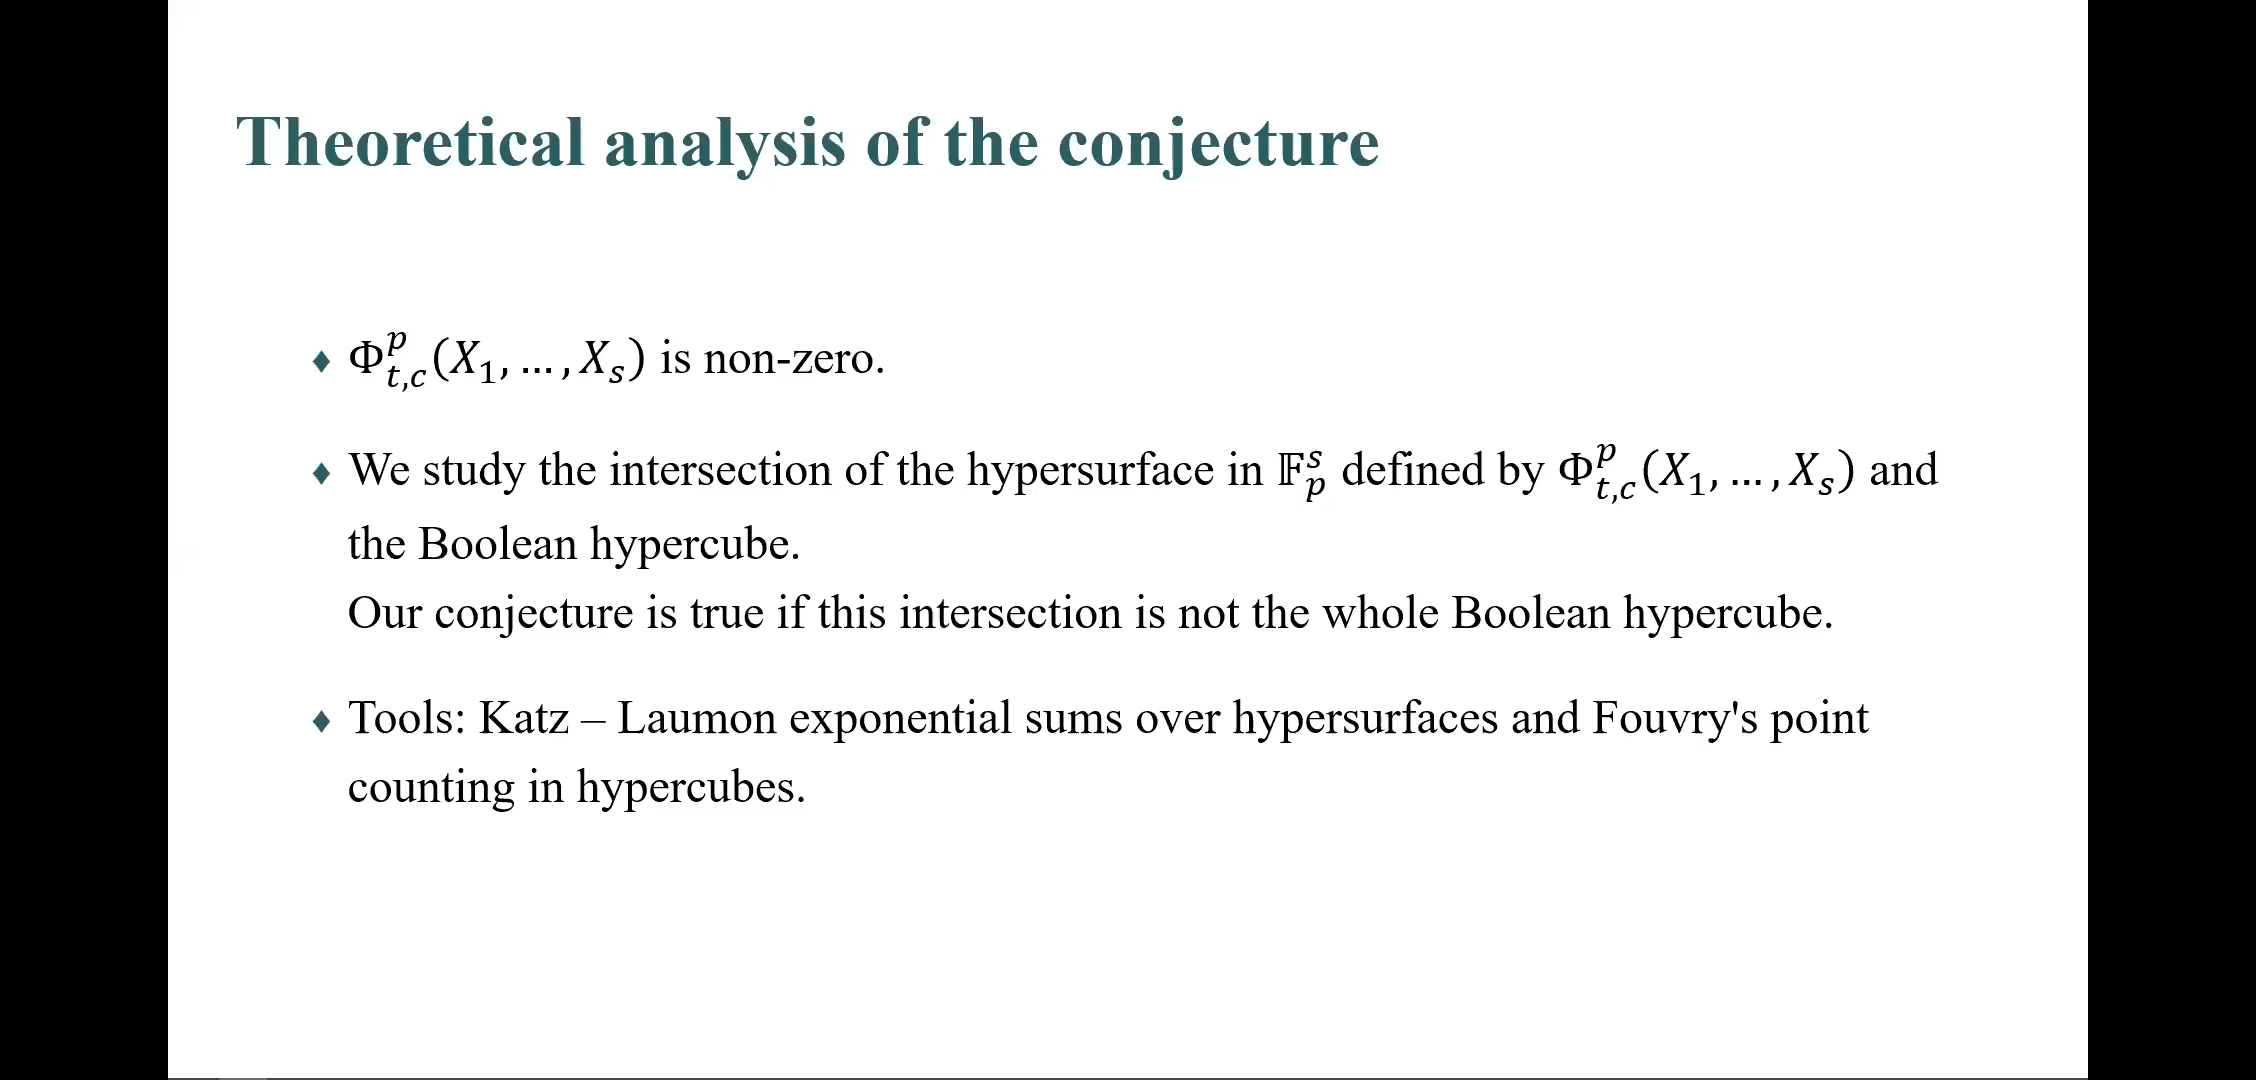 Theoretical analysis of the conjecture
♦ Φ^p_{t,c}(X_1, …, X_s) is non-zero.
♦ We study the intersection of the hypersurface in 𝔽^s_p defined by Φ^p_{t,c}(X_1, …, X_s) and
the Boolean hypercube.
Our conjecture is true if this intersection is not the whole Boolean hypercube.
♦ Tools: Katz – Laumon exponential sums over hypersurfaces and Fouvry's point
counting in hypercubes.